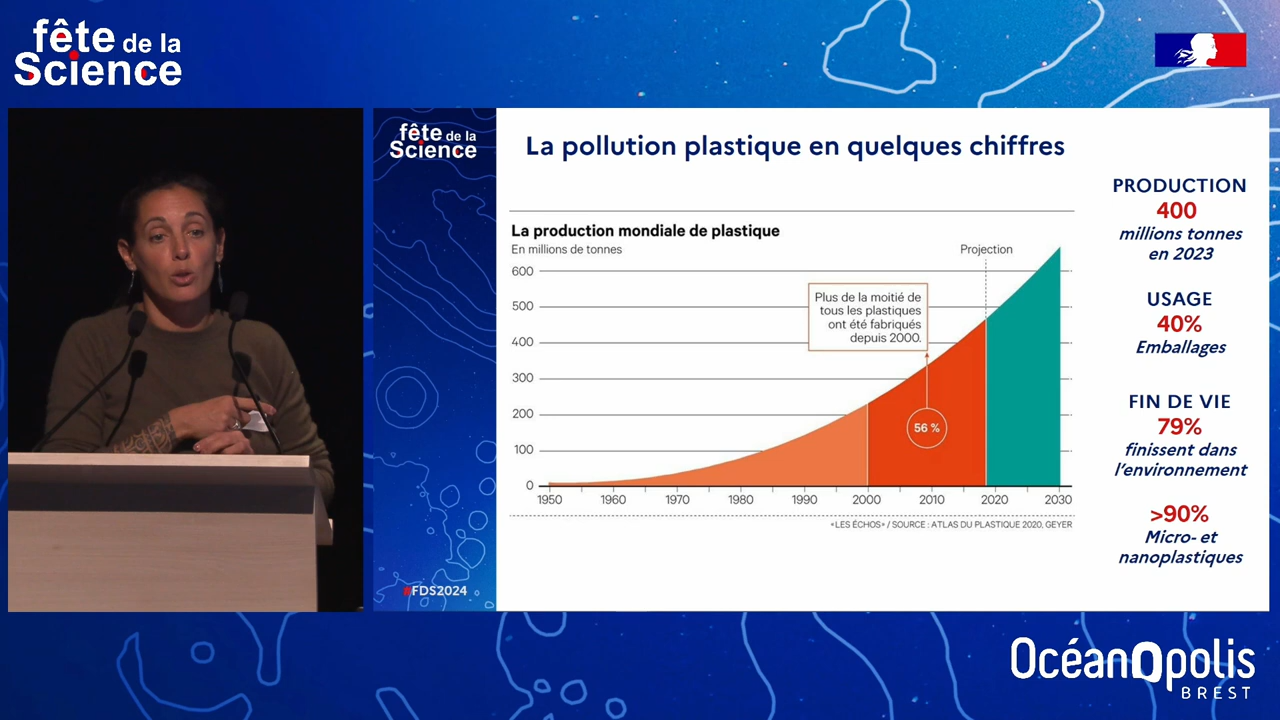 fête de la
Science
fête de la
Science
La pollution plastique en quelques chiffres
La production mondiale de plastique
En millions de tonnes
Projection
600
500
400
300
200
100
0
Plus de la moitié de
tous les plastiques
ont été fabriqués
depuis 2000.
56 %
1950 1960 1970 1980 1990 2000 2010 2020 2030
«LES ÉCHOS» / SOURCE : ATLAS DU PLASTIQUE 2020, GEYER
PRODUCTION
400
millions tonnes
en 2023
USAGE
40%
Emballages
FIN DE VIE
79%
finissent dans
l'environnement
>90%
Micro- et
nanoplastiques
#FDS2024
OcéanOpolis
BREST